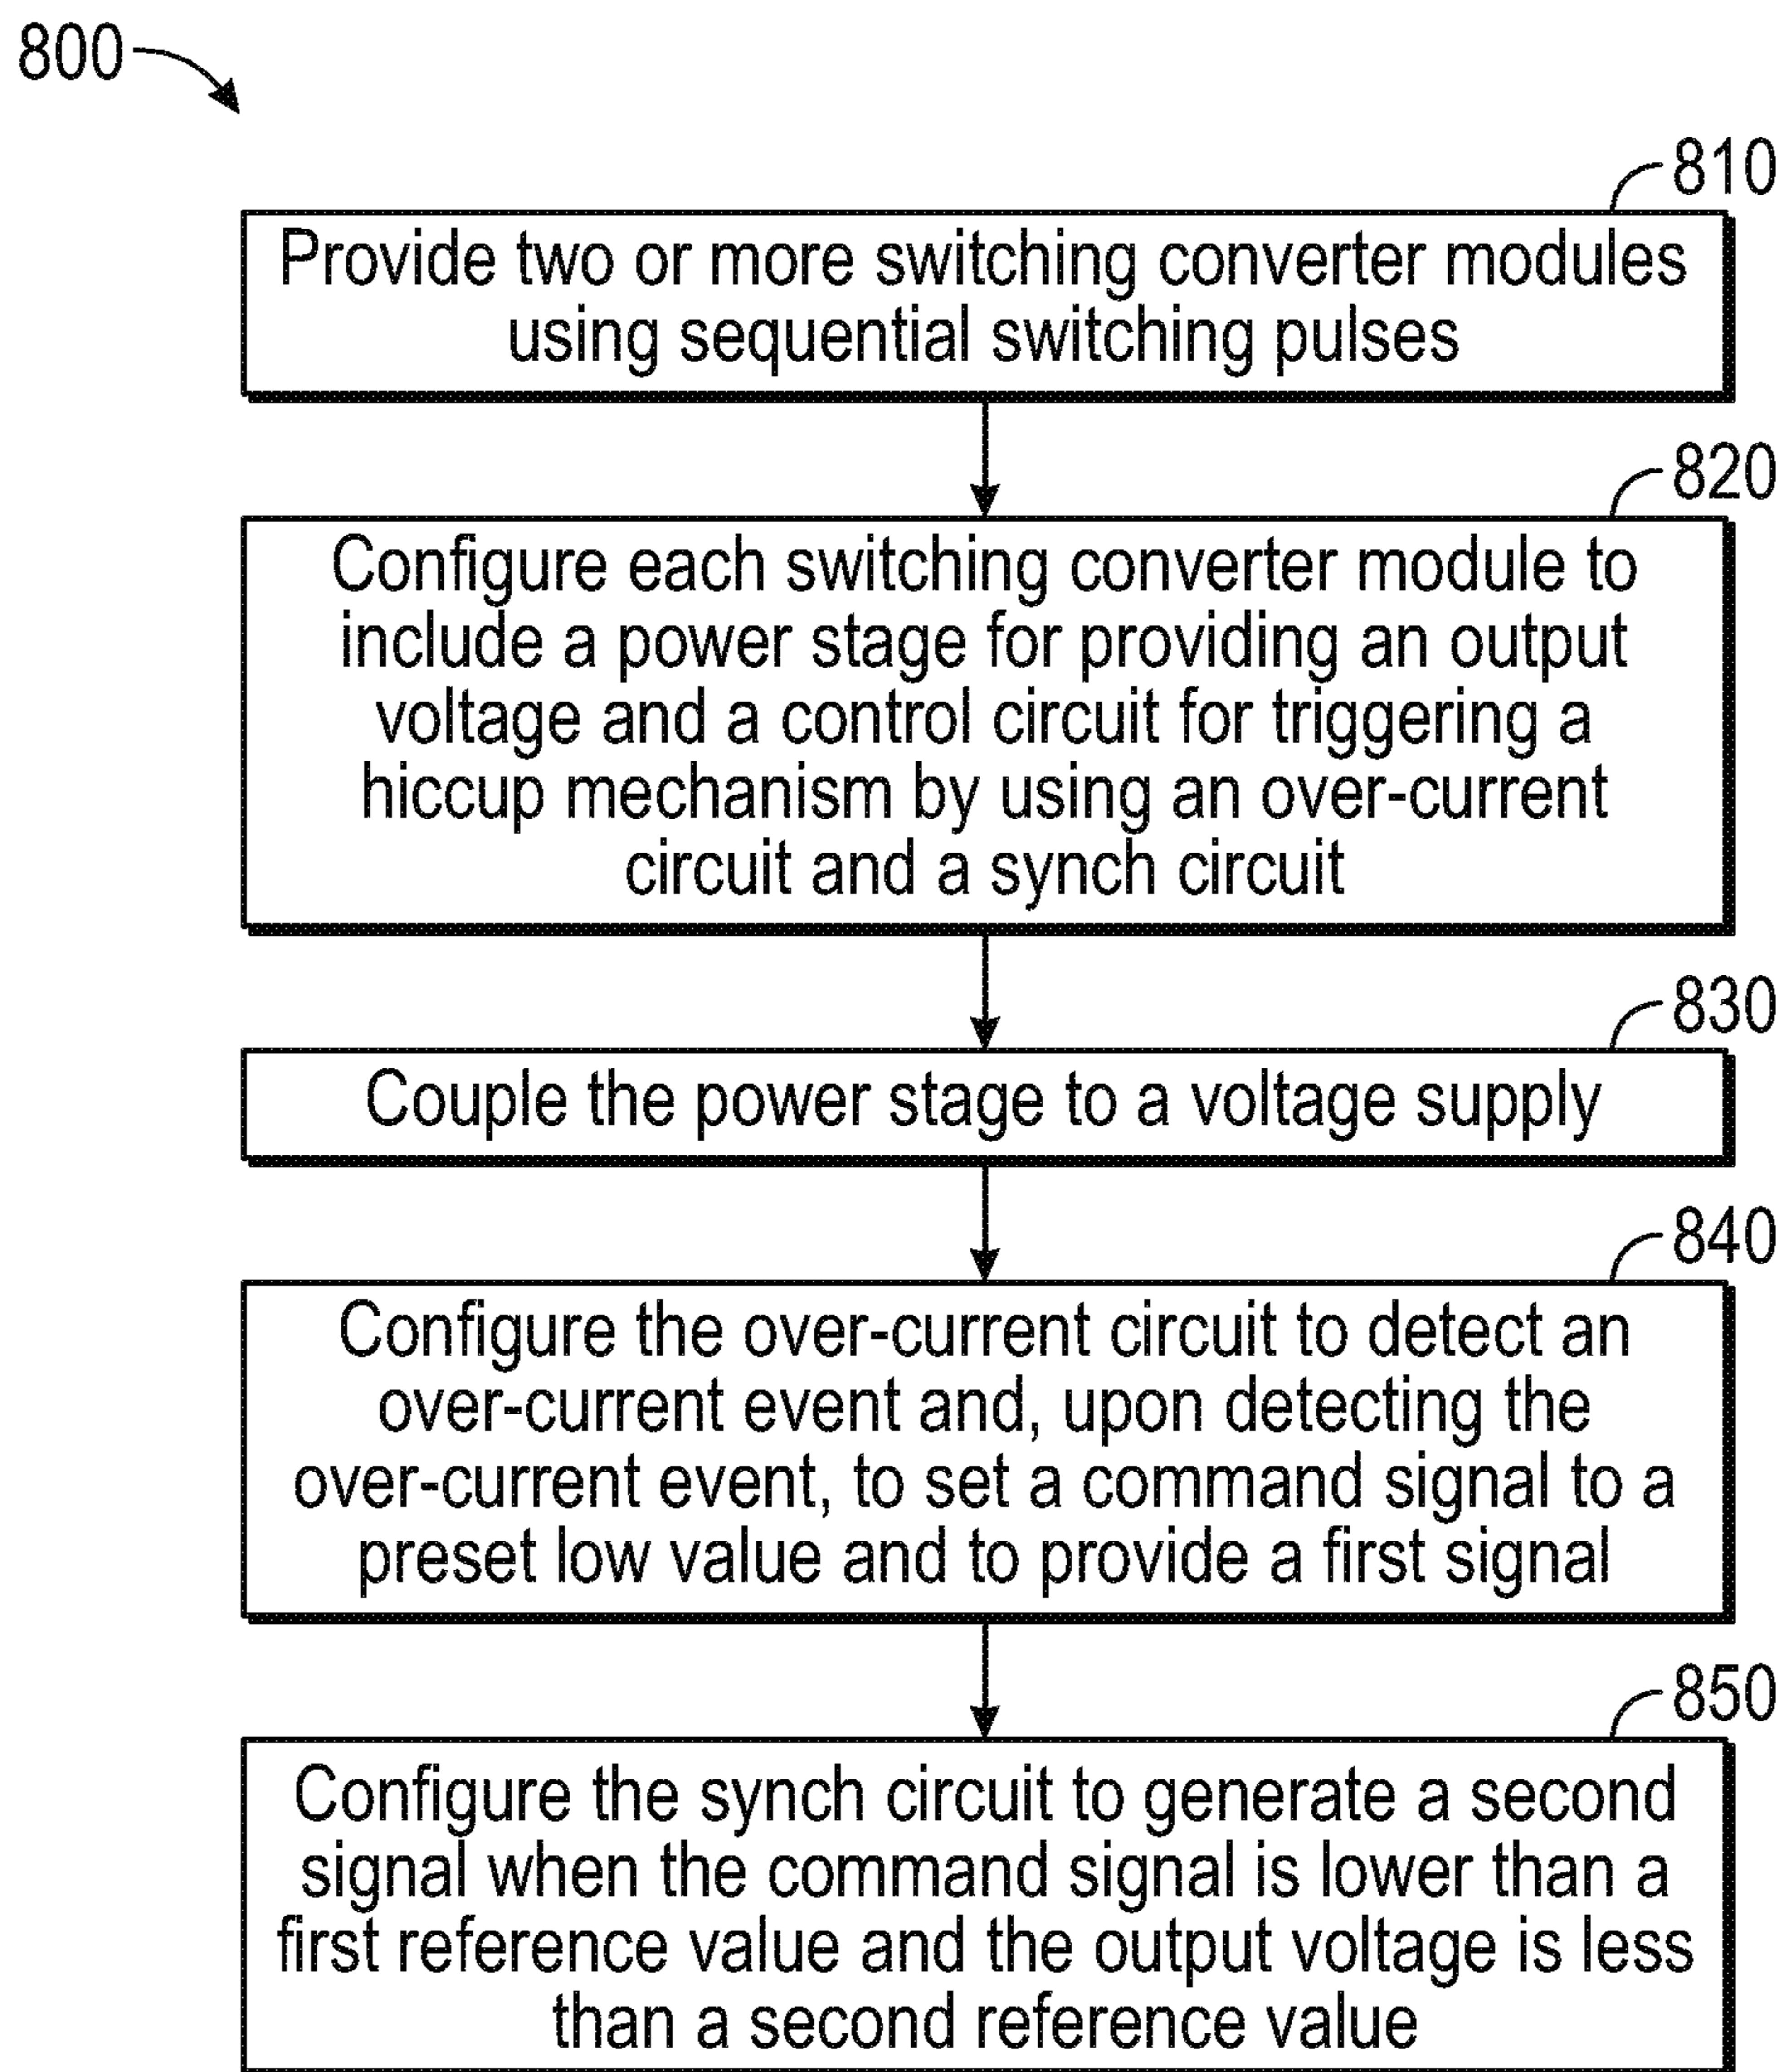 800
810
Provide two or more switching converter modules
using sequential switching pulses
820
Configure each switching converter module to
include a power stage for providing an output
voltage and a control circuit for triggering a
hiccup mechanism by using an over-current
circuit and a synch circuit
830
Couple the power stage to a voltage supply
840
Configure the over-current circuit to detect an
over-current event and, upon detecting the
over-current event, to set a command signal to a
preset low value and to provide a first signal
850
Configure the synch circuit to generate a second
signal when the command signal is lower than a
first reference value and the output voltage is less
than a second reference value